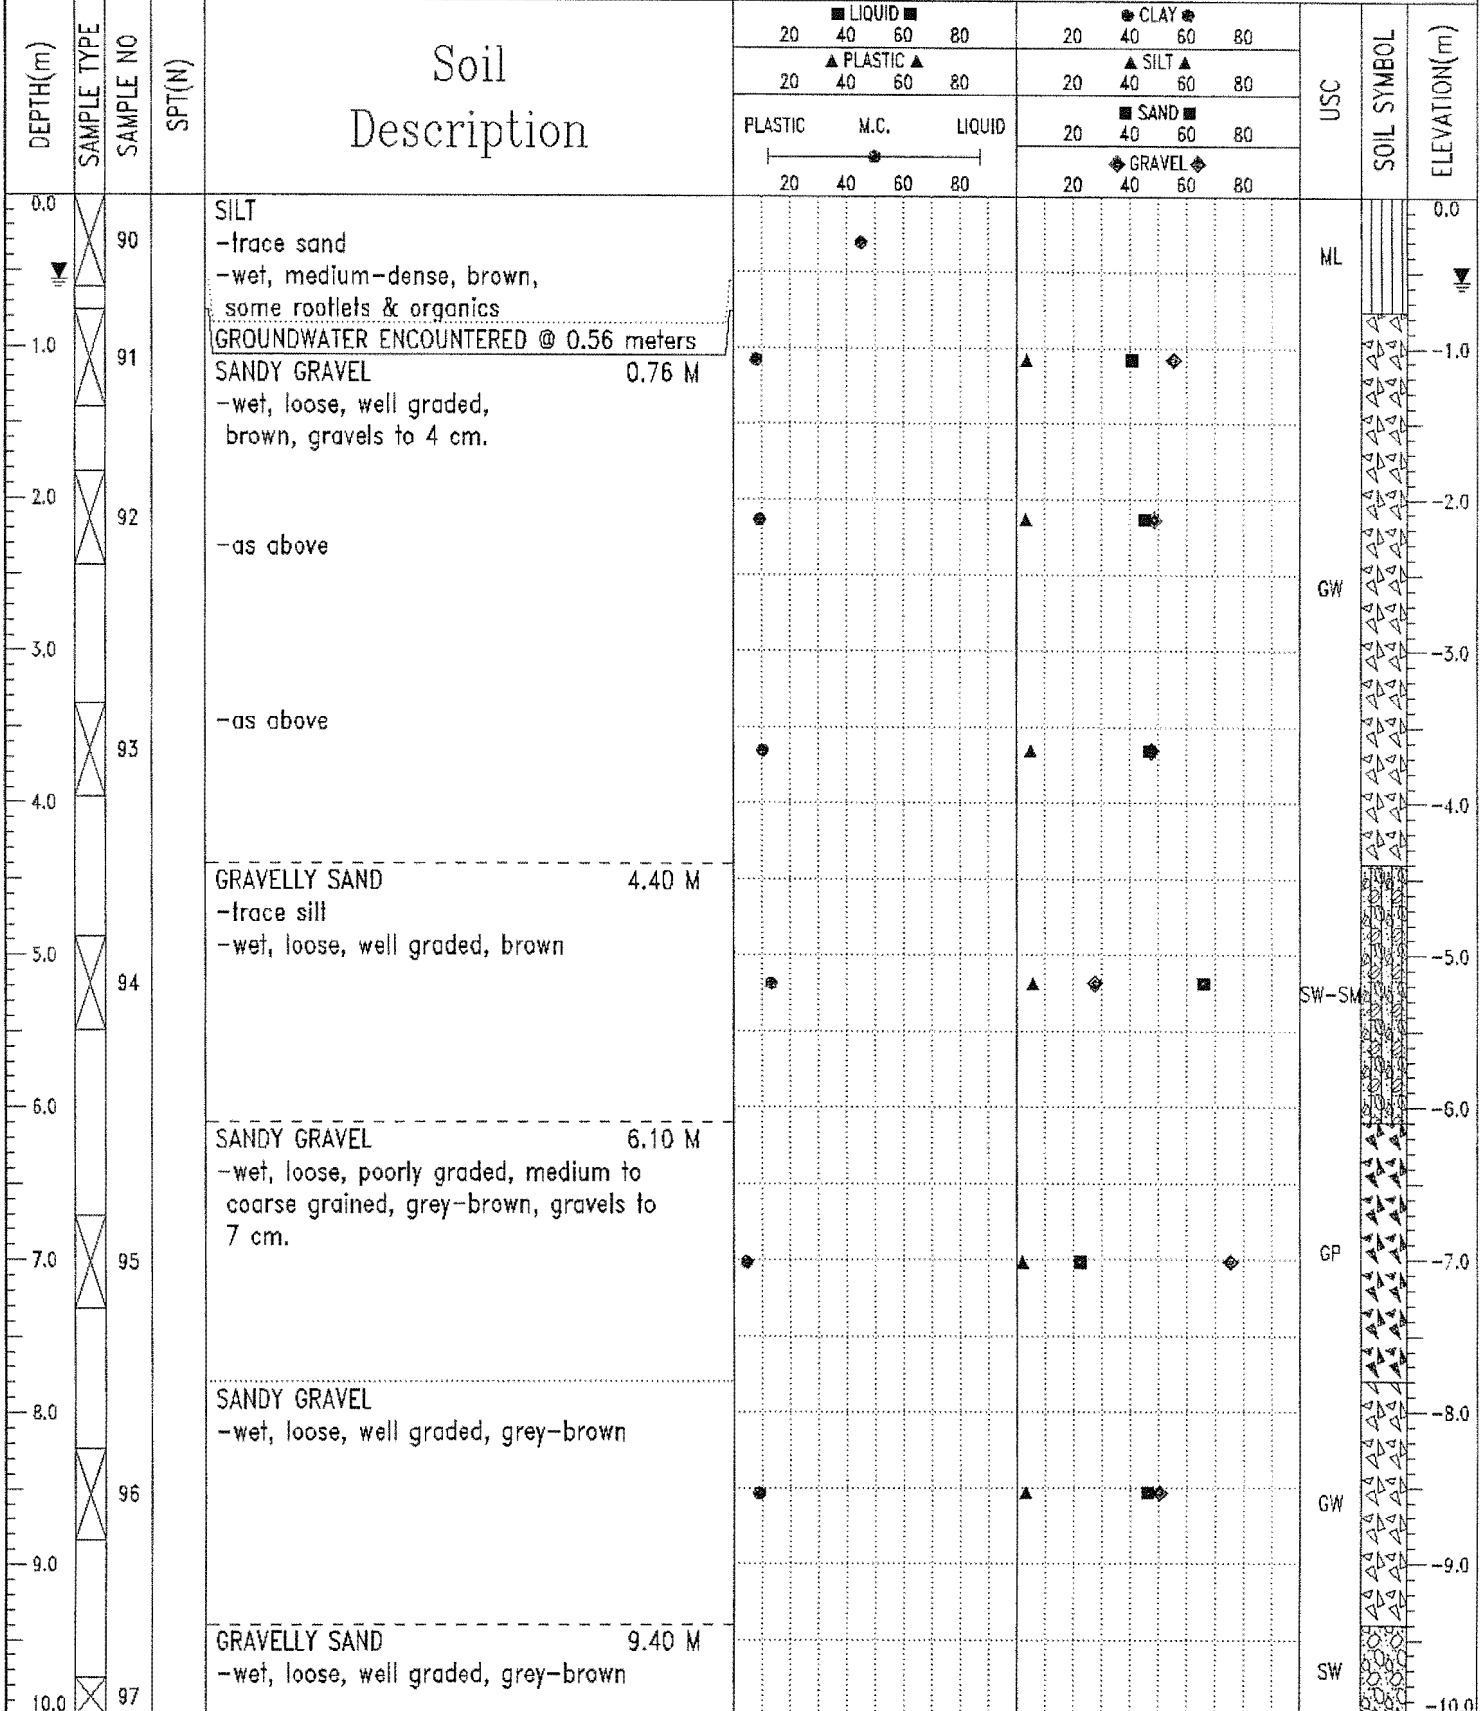 DEPTH(m)
SAMPLE TYPE
SAMPLE NO
SPT(N)
Soil
Description
■ LIQUID ■
20 40 60 80
▲ PLASTIC ▲
20 40 60 80
PLASTIC M.C. LIQUID
20 40 60 80
● CLAY ●
20 40 60 80
▲ SILT ▲
20 40 60 80
■ SAND ■
20 40 60 80
◆ GRAVEL ◆
20 40 60 80
USC
SOIL SYMBOL
ELEVATION(m)
0.0
SILT
0.0
90
-trace sand
ML
-wet, medium-dense, brown,
some rootlets & organics
GROUNDWATER ENCOUNTERED @ 0.56 meters
1.0
91
-1.0
SANDY GRAVEL 0.76 M
-wet, loose, well graded,
brown, gravels to 4 cm.
2.0
92
-2.0
-as above
GW
3.0
-3.0
-as above
93
4.0
-4.0
GRAVELLY SAND 4.40 M
-trace silt
-wet, loose, well graded, brown
5.0
94
-5.0
SW-SM
6.0
-6.0
SANDY GRAVEL 6.10 M
-wet, loose, poorly graded, medium to
coarse grained, grey-brown, gravels to
7 cm.
7.0
95
GP
-7.0
SANDY GRAVEL
8.0
-8.0
-wet, loose, well graded, grey-brown
96
GW
9.0
-9.0
GRAVELLY SAND 9.40 M
-wet, loose, well graded, grey-brown
SW
10.0
97
-10.0